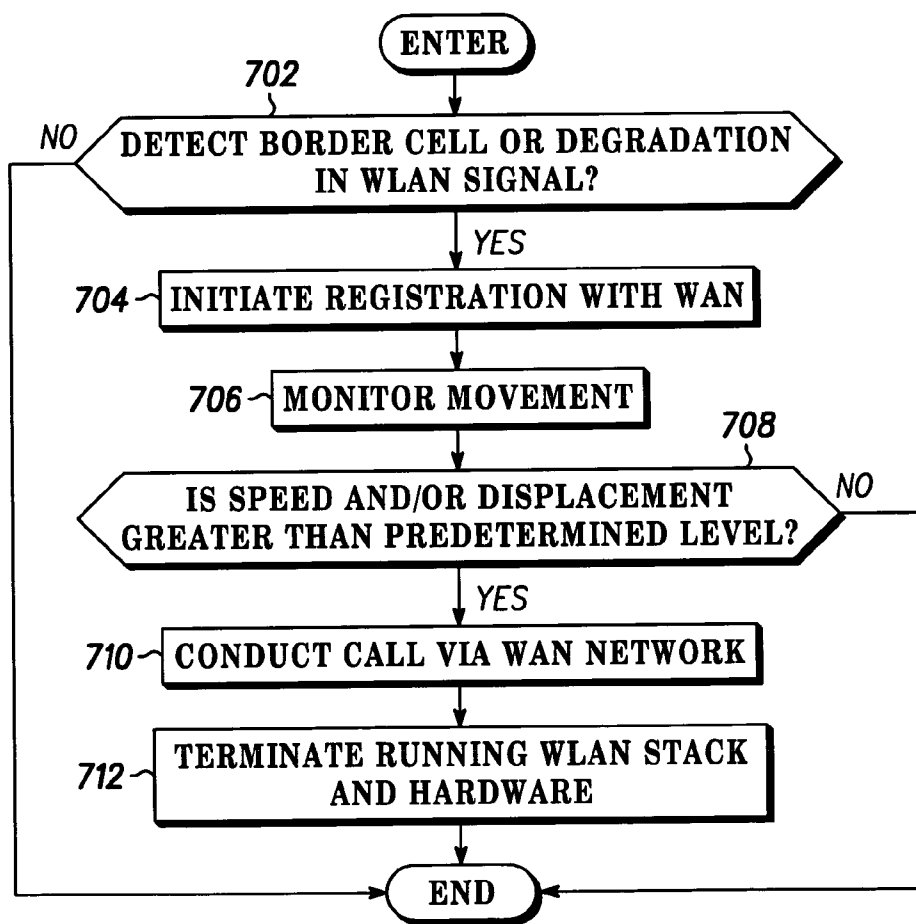 ENTER
702
NO
DETECT BORDER CELL OR DEGRADATION
IN WLAN SIGNAL?
YES
704
INITIATE REGISTRATION WITH WAN
706
MONITOR MOVEMENT
708
NO
IS SPEED AND/OR DISPLACEMENT
GREATER THAN PREDETERMINED LEVEL?
YES
710
CONDUCT CALL VIA WAN NETWORK
712
TERMINATE RUNNING WLAN STACK
AND HARDWARE
END